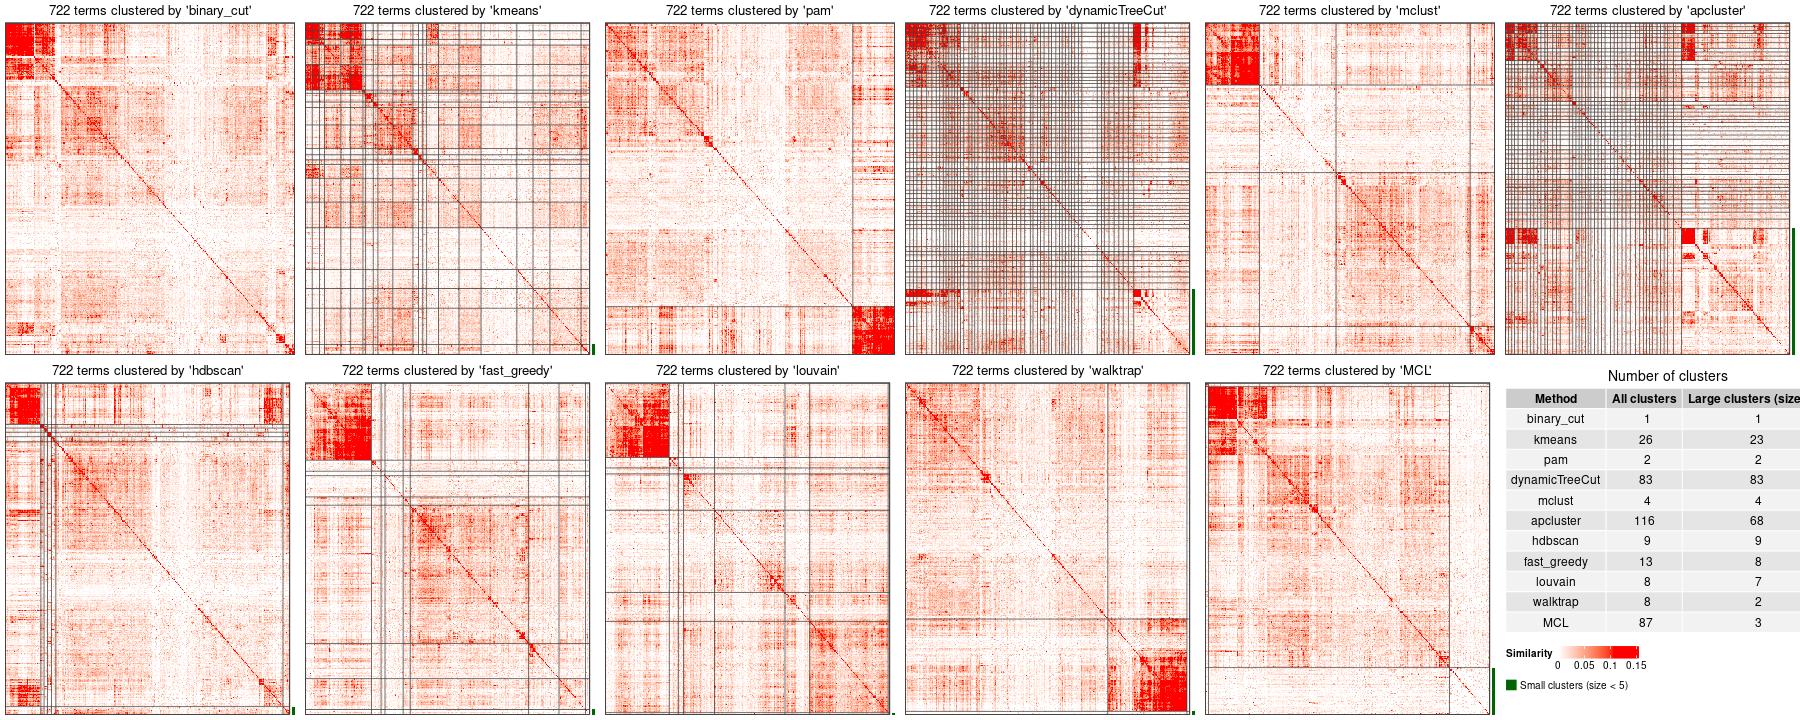 722 terms clustered by 'binary_cut'
722 terms clustered by 'kmeans'
722 terms clustered by 'pam'
722 terms clustered by 'dynamicTreeCut'
722 terms clustered by 'mclust'
722 terms clustered by 'apcluster'
722 terms clustered by 'hdbscan'
722 terms clustered by 'fast_greedy'
722 terms clustered by 'louvain'
722 terms clustered by 'walktrap'
722 terms clustered by 'MCL'
Number of clusters
Method All clusters Large clusters (size
binary_cut 1 1
kmeans 26 23
pam 2 2
dynamicTreeCut 83 83
mclust 4 4
apcluster 116 68
hdbscan 9 9
fast_greedy 13 8
louvain 8 7
walktrap 8 2
MCL 87 3
Similarity
0 0.05 0.1 0.15
Small clusters (size < 5)